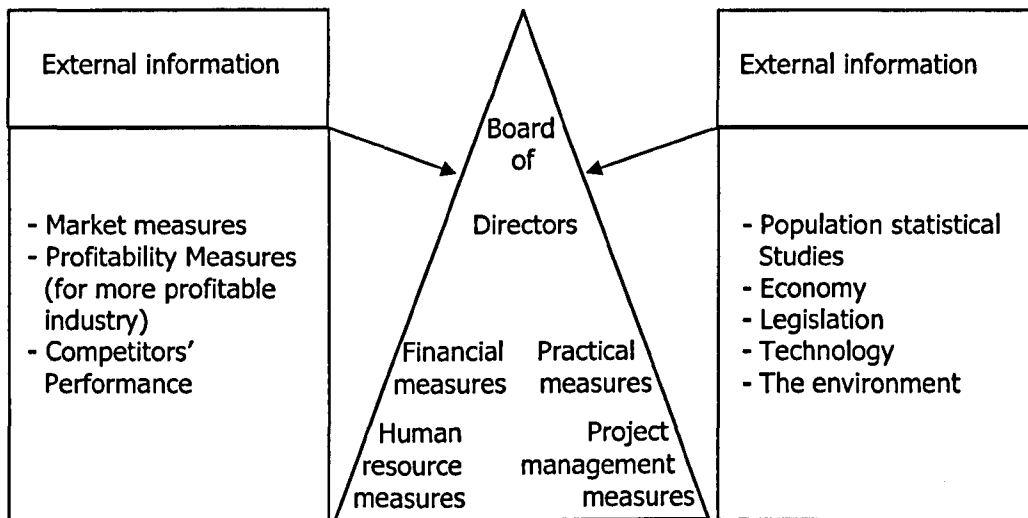 External information
- Market measures
- Profitability Measures
(for more profitable
industry)
- Competitors'
Performance
Board
of
Directors
Financial
measures
Practical
measures
Human
resource
measures
Project
management
measures
External information
- Population statistical
Studies
- Economy
- Legislation
- Technology
- The environment